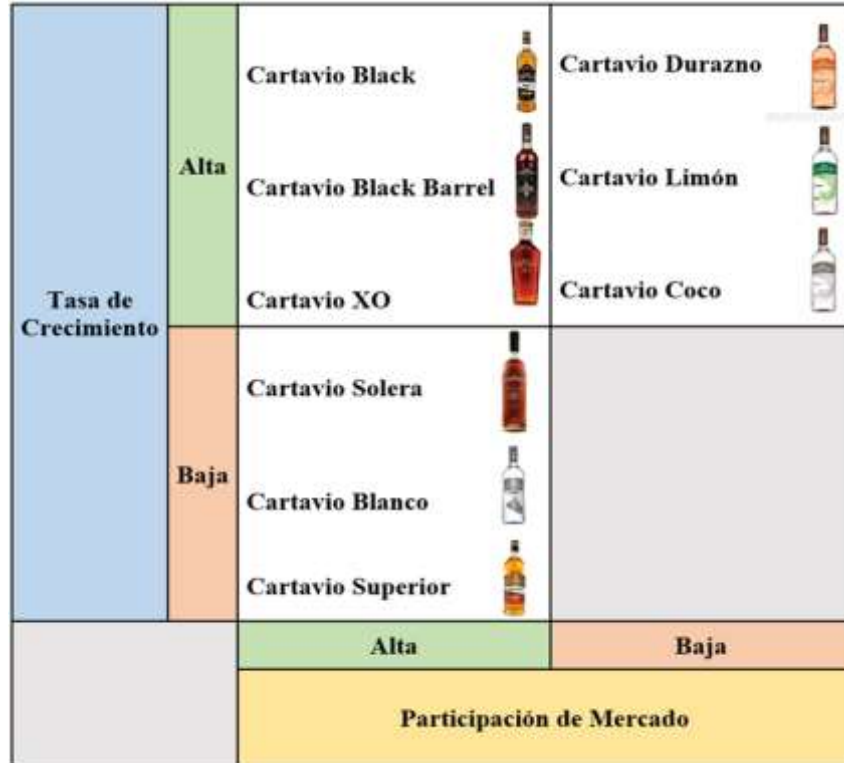 Cartavio Black
Cartavio Durazno
Alta
Cartavio Black Barrel
Cartavio Limón
Cartavio XO
Cartavio Coco
Tasa de
Crecimiento
Cartavio Solera
Baja
Cartavio Blanco
Cartavio Superior
Alta
Baja
Participación de Mercado